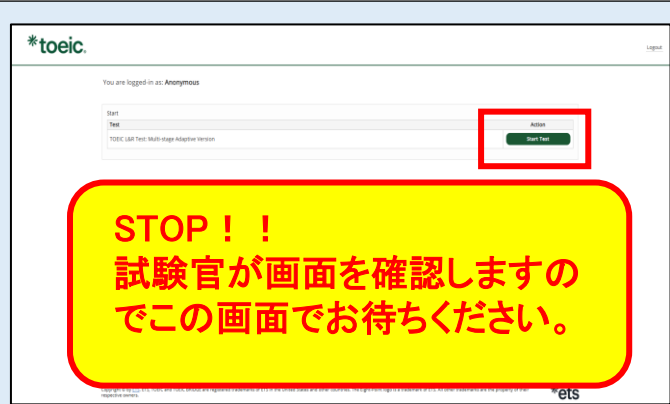 *toeic.
Logout
You are logged-in as: Anonymous
Start
Test
Action
TOEIC L&R Test: Multi-stage Adaptive Version
Start Test
STOP！！
試験官が画面を確認しますの
でこの画面でお待ちください。
respective owners.
*ets